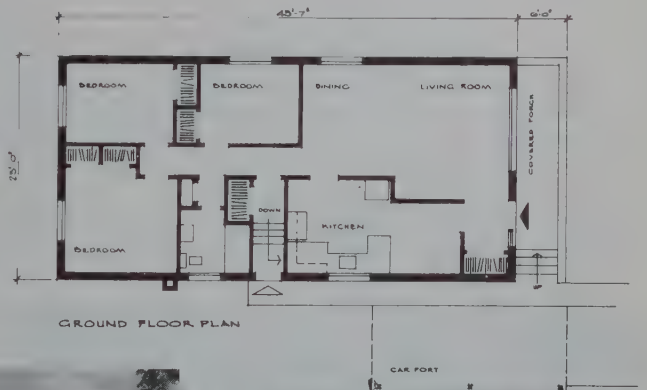 45'-7"
6'-0"
23'-0"
BEDROOM
BEDROOM
DINING
LIVING ROOM
COVERED PORCH
DOWN
KITCHEN
BEDROOM
GROUND FLOOR PLAN
CAR PORT